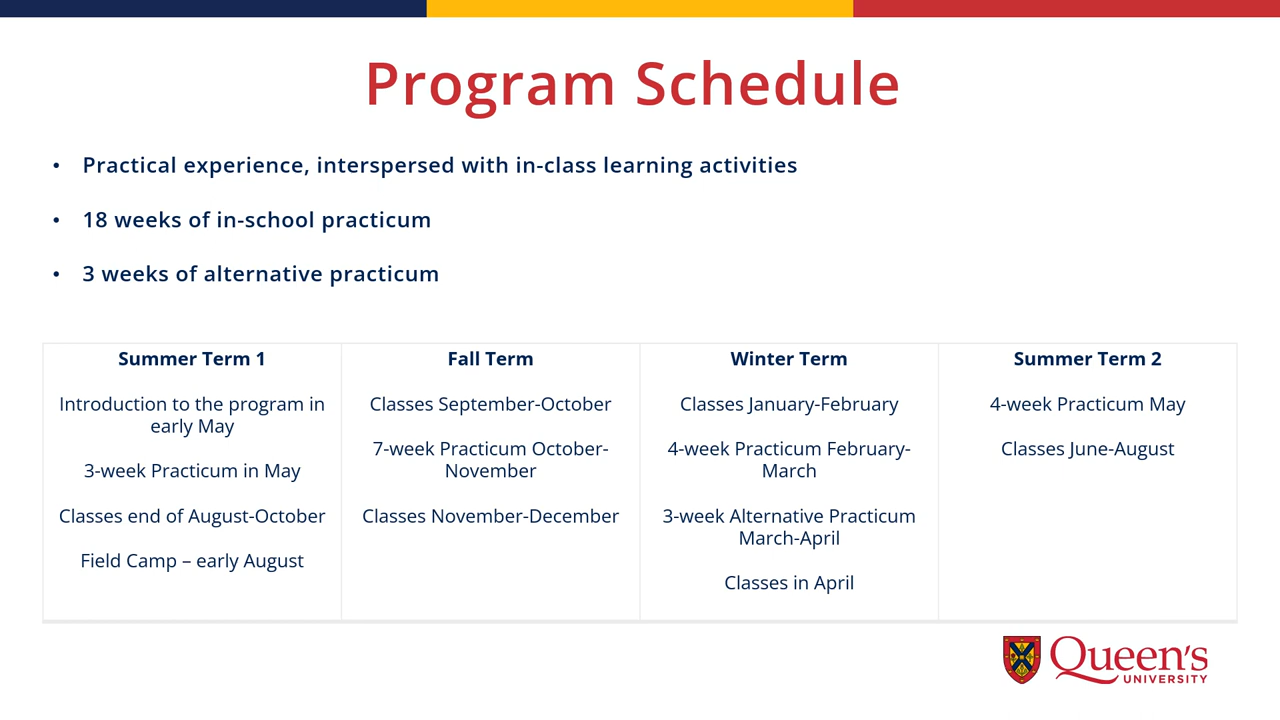 Program Schedule
• Practical experience, interspersed with in-class learning activities
• 18 weeks of in-school practicum
• 3 weeks of alternative practicum
Summer Term 1
Introduction to the program in
early May
3-week Practicum in May
Classes end of August-October
Field Camp – early August
Fall Term
Classes September-October
7-week Practicum October-
November
Classes November-December
Winter Term
Classes January-February
4-week Practicum February-
March
3-week Alternative Practicum
March-April
Classes in April
Summer Term 2
4-week Practicum May
Classes June-August
Queen's
UNIVERSITY